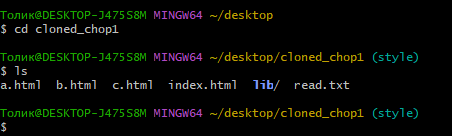 Толик@DESKTOP-J475S8M MINGW64 ~/desktop
$ cd cloned_chop1
Толик@DESKTOP-J475S8M MINGW64 ~/desktop/cloned_chop1 (style)
$ ls
a.html b.html c.html index.html lib/ read.txt
Толик@DESKTOP-J475S8M MINGW64 ~/desktop/cloned_chop1 (style)
$